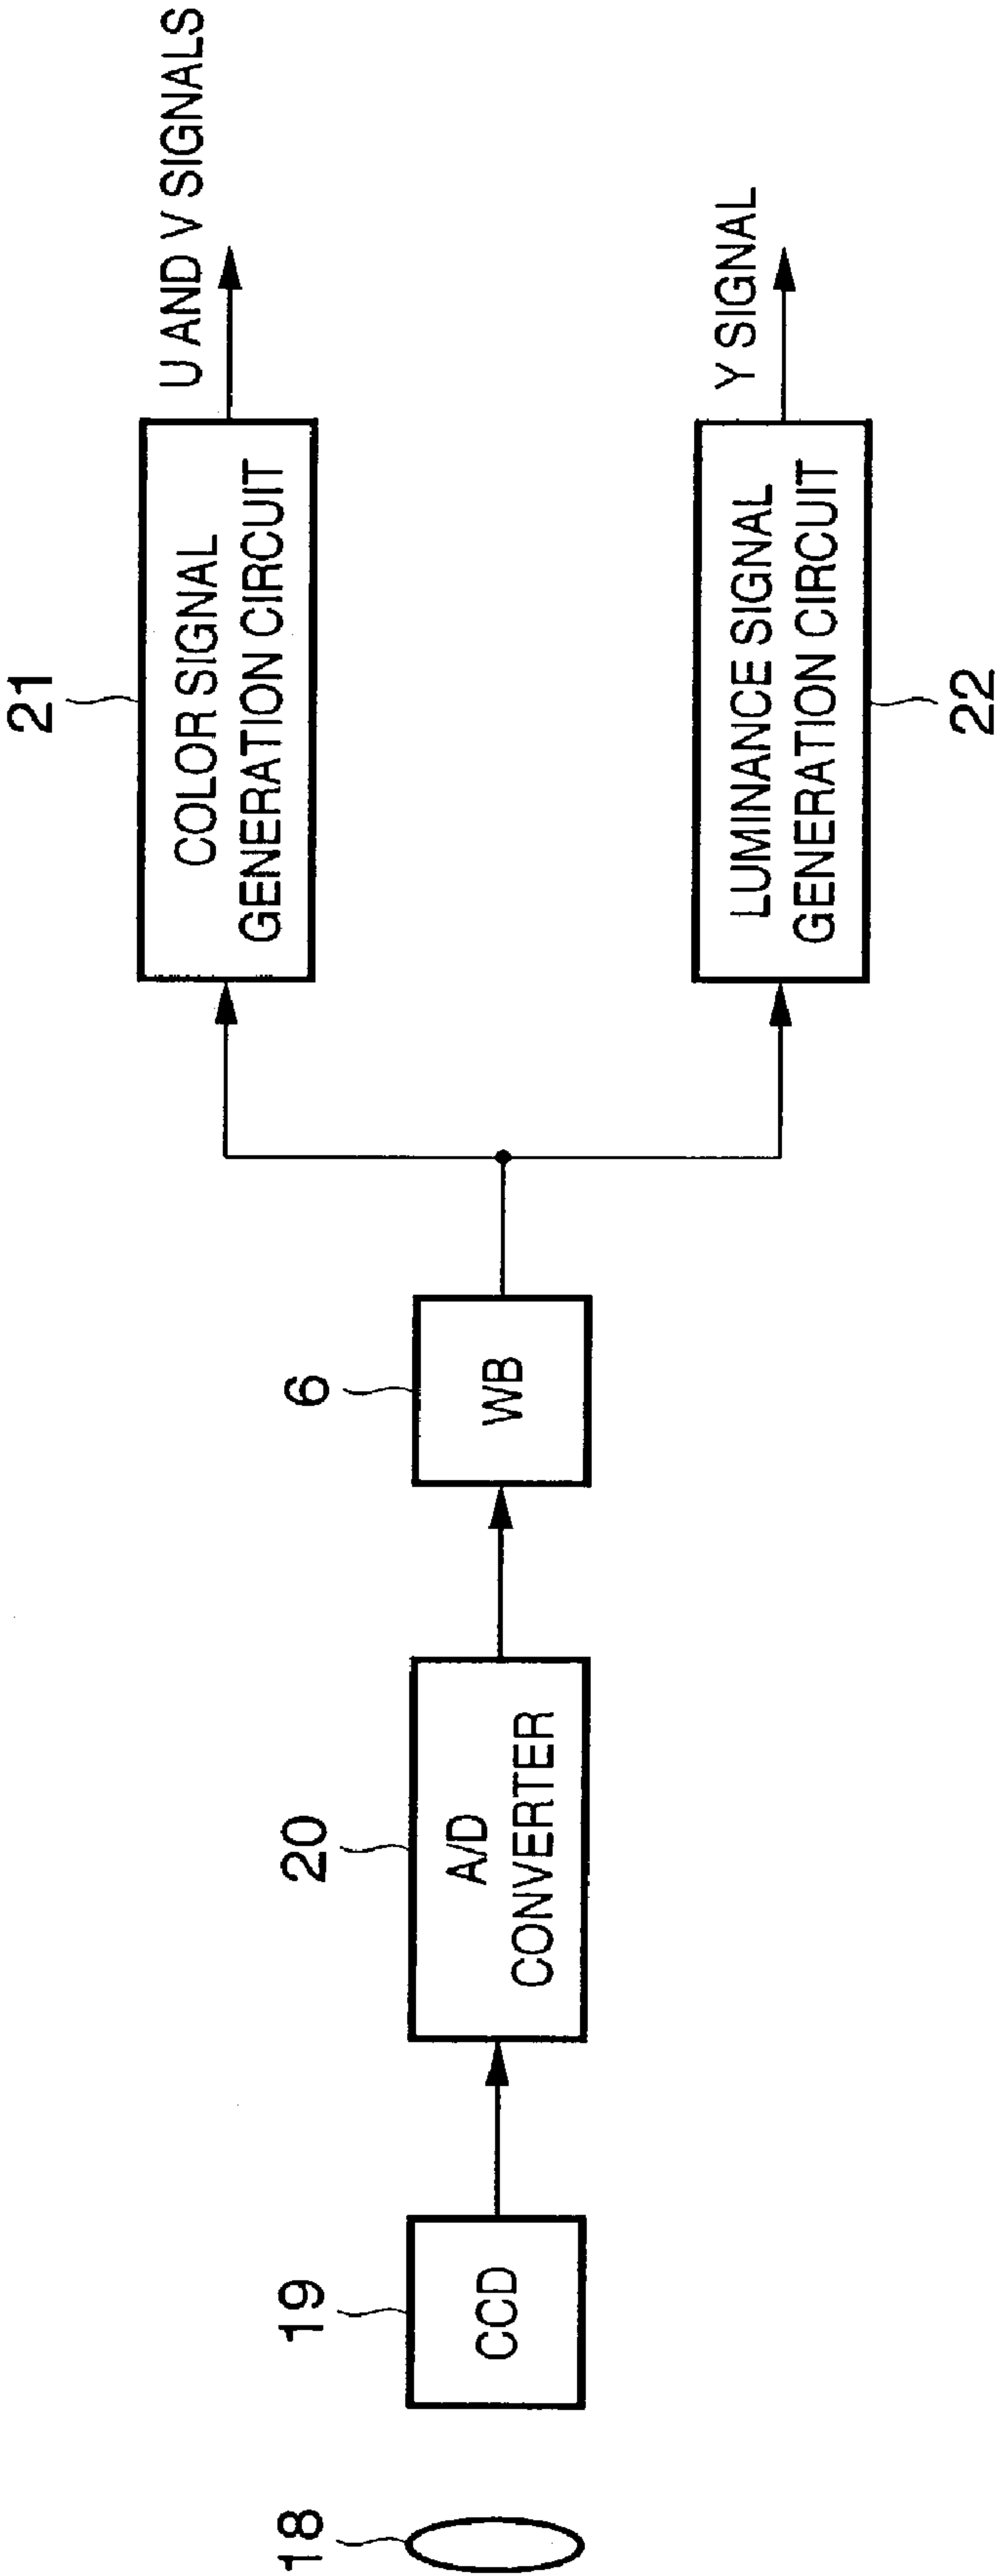 18
19
CCD
20
A/D
CONVERTER
6
WB
21
COLOR SIGNAL
GENERATION CIRCUIT
U AND V SIGNALS
LUMINANCE SIGNAL
GENERATION CIRCUIT
22
Y SIGNAL